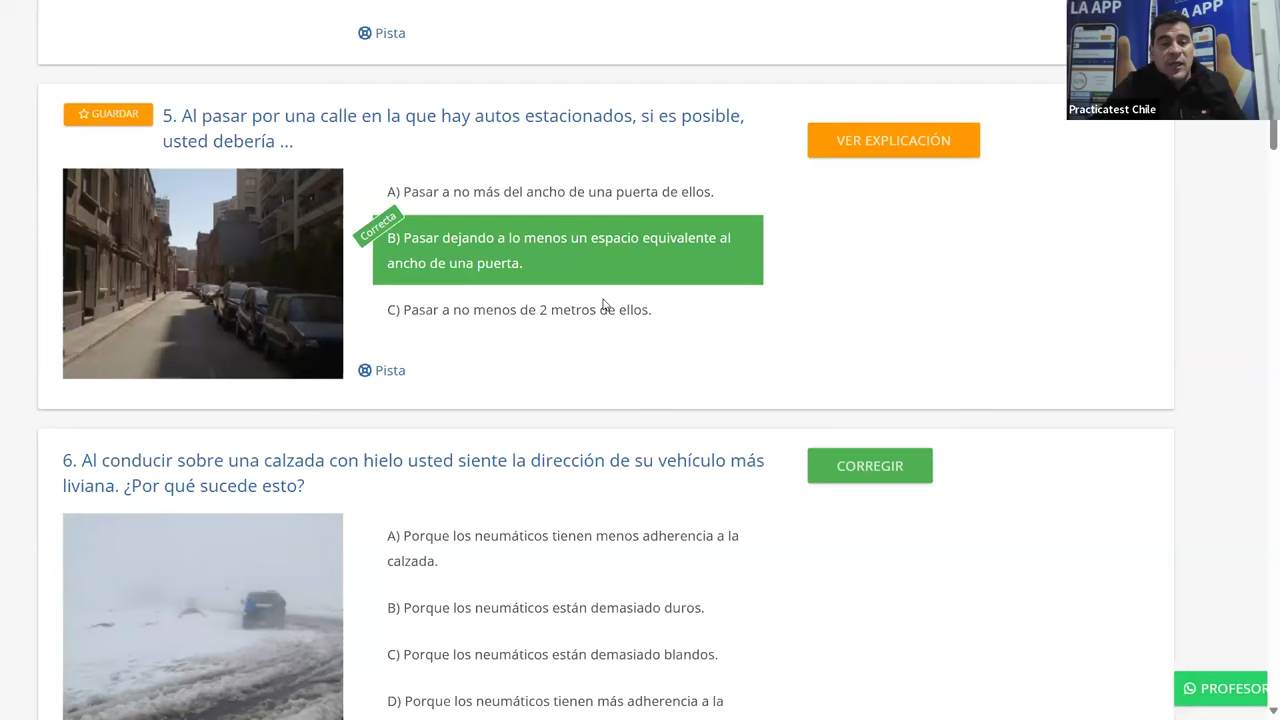 LA APP
LA APP
Practicatest Chile
Pista
GUARDAR
5. Al pasar por una calle en la que hay autos estacionados, si es posible,
usted debería ...
VER EXPLICACIÓN
A) Pasar a no más del ancho de una puerta de ellos.
Correcta
B) Pasar dejando a lo menos un espacio equivalente al
ancho de una puerta.
C) Pasar a no menos de 2 metros de ellos.
Pista
6. Al conducir sobre una calzada con hielo usted siente la dirección de su vehículo más
liviana. ¿Por qué sucede esto?
CORREGIR
A) Porque los neumáticos tienen menos adherencia a la
calzada.
B) Porque los neumáticos están demasiado duros.
C) Porque los neumáticos están demasiado blandos.
D) Porque los neumáticos tienen más adherencia a la
PROFESOR